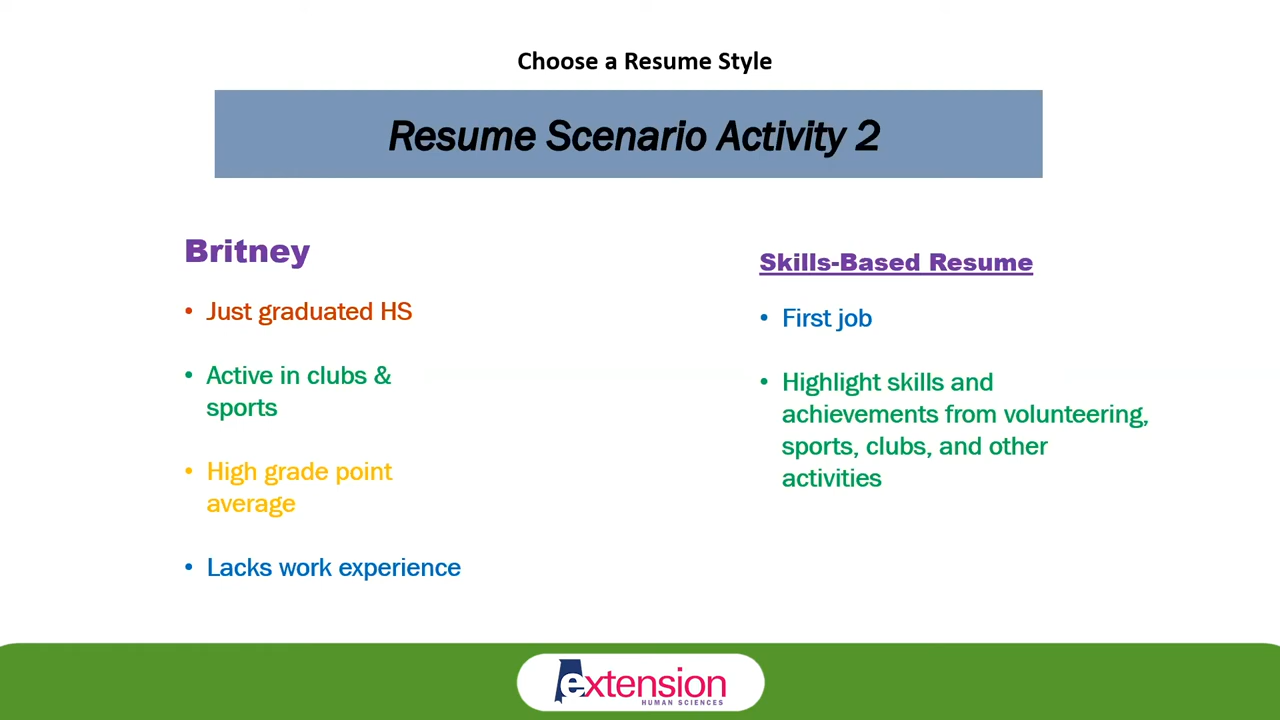 Choose a Resume Style
Resume Scenario Activity 2
Britney
• Just graduated HS
• Active in clubs &
sports
• High grade point
average
• Lacks work experience
Skills-Based Resume
• First job
• Highlight skills and
achievements from volunteering,
sports, clubs, and other
activities
extension
HUMAN SCIENCES